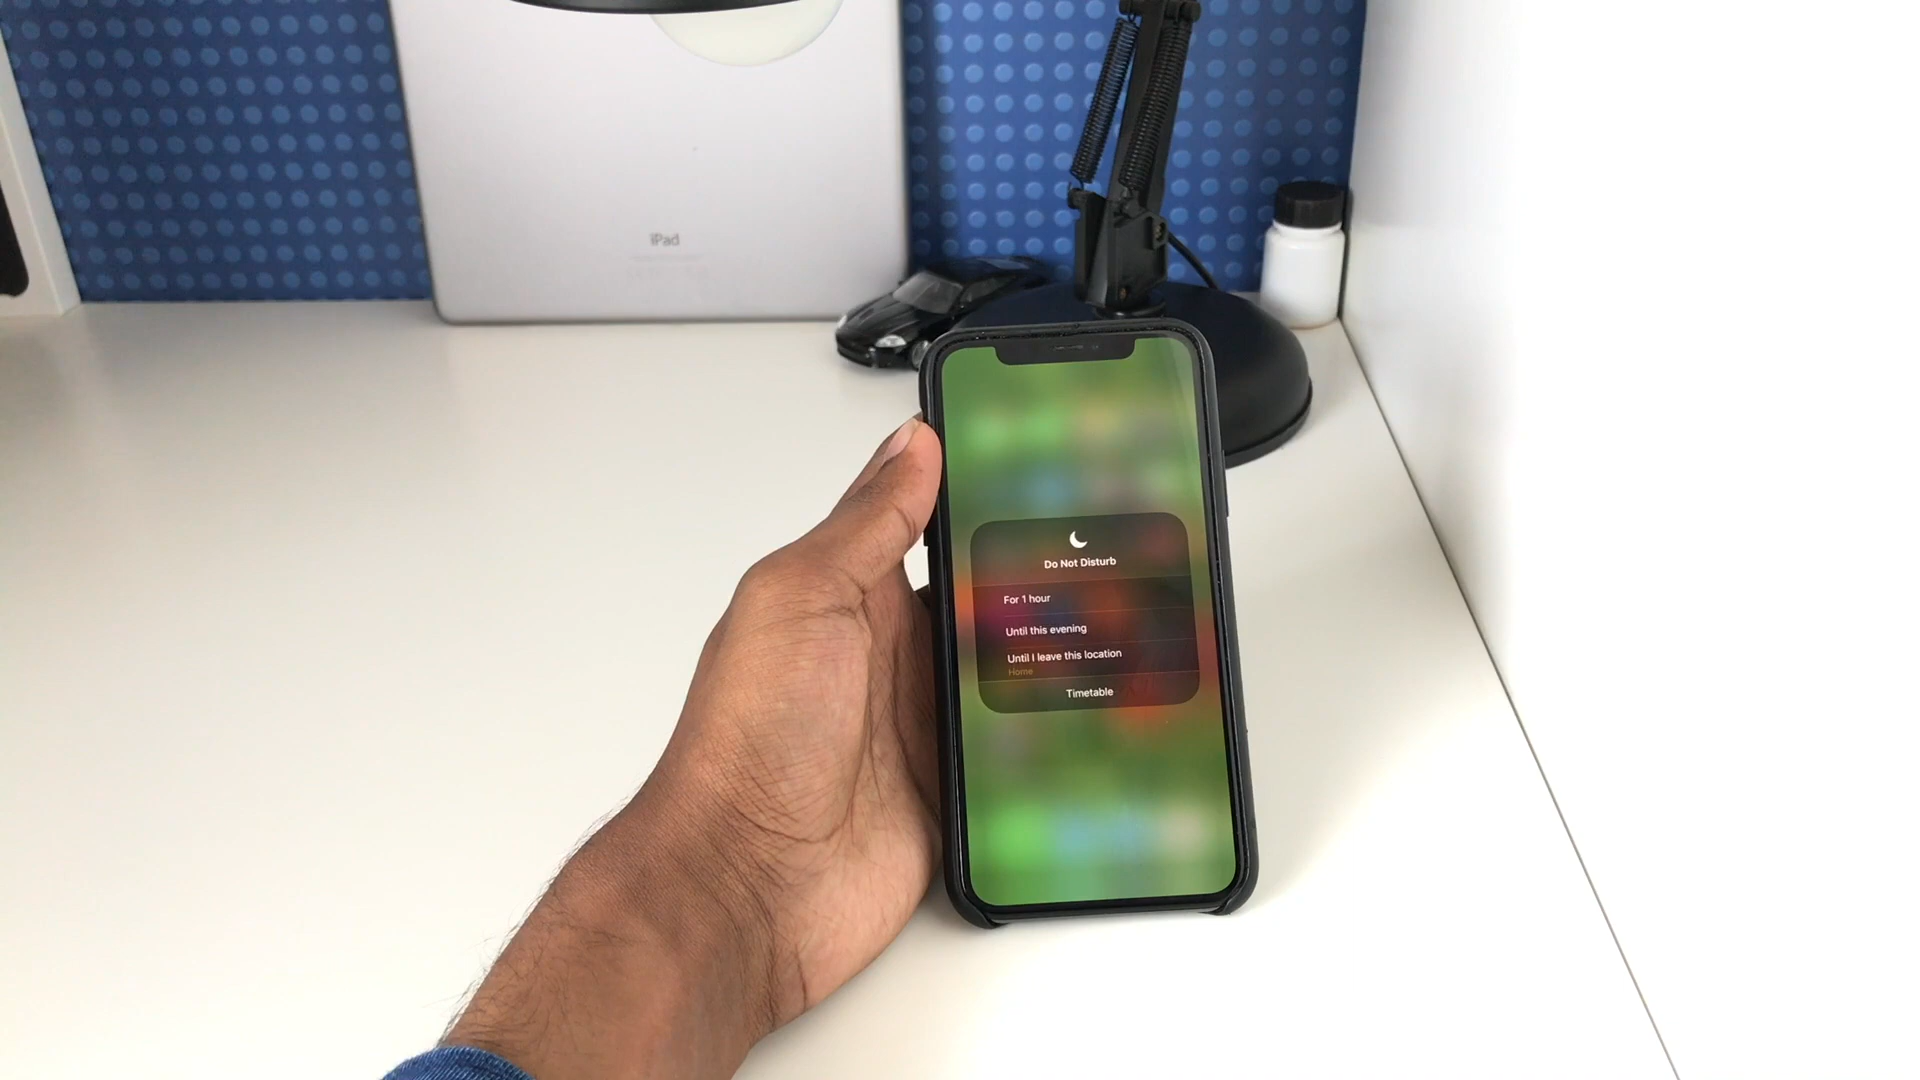 iPad
Do Not Disturb
For 1 hour
Until this evening
Until I leave this location
Home
Timetable